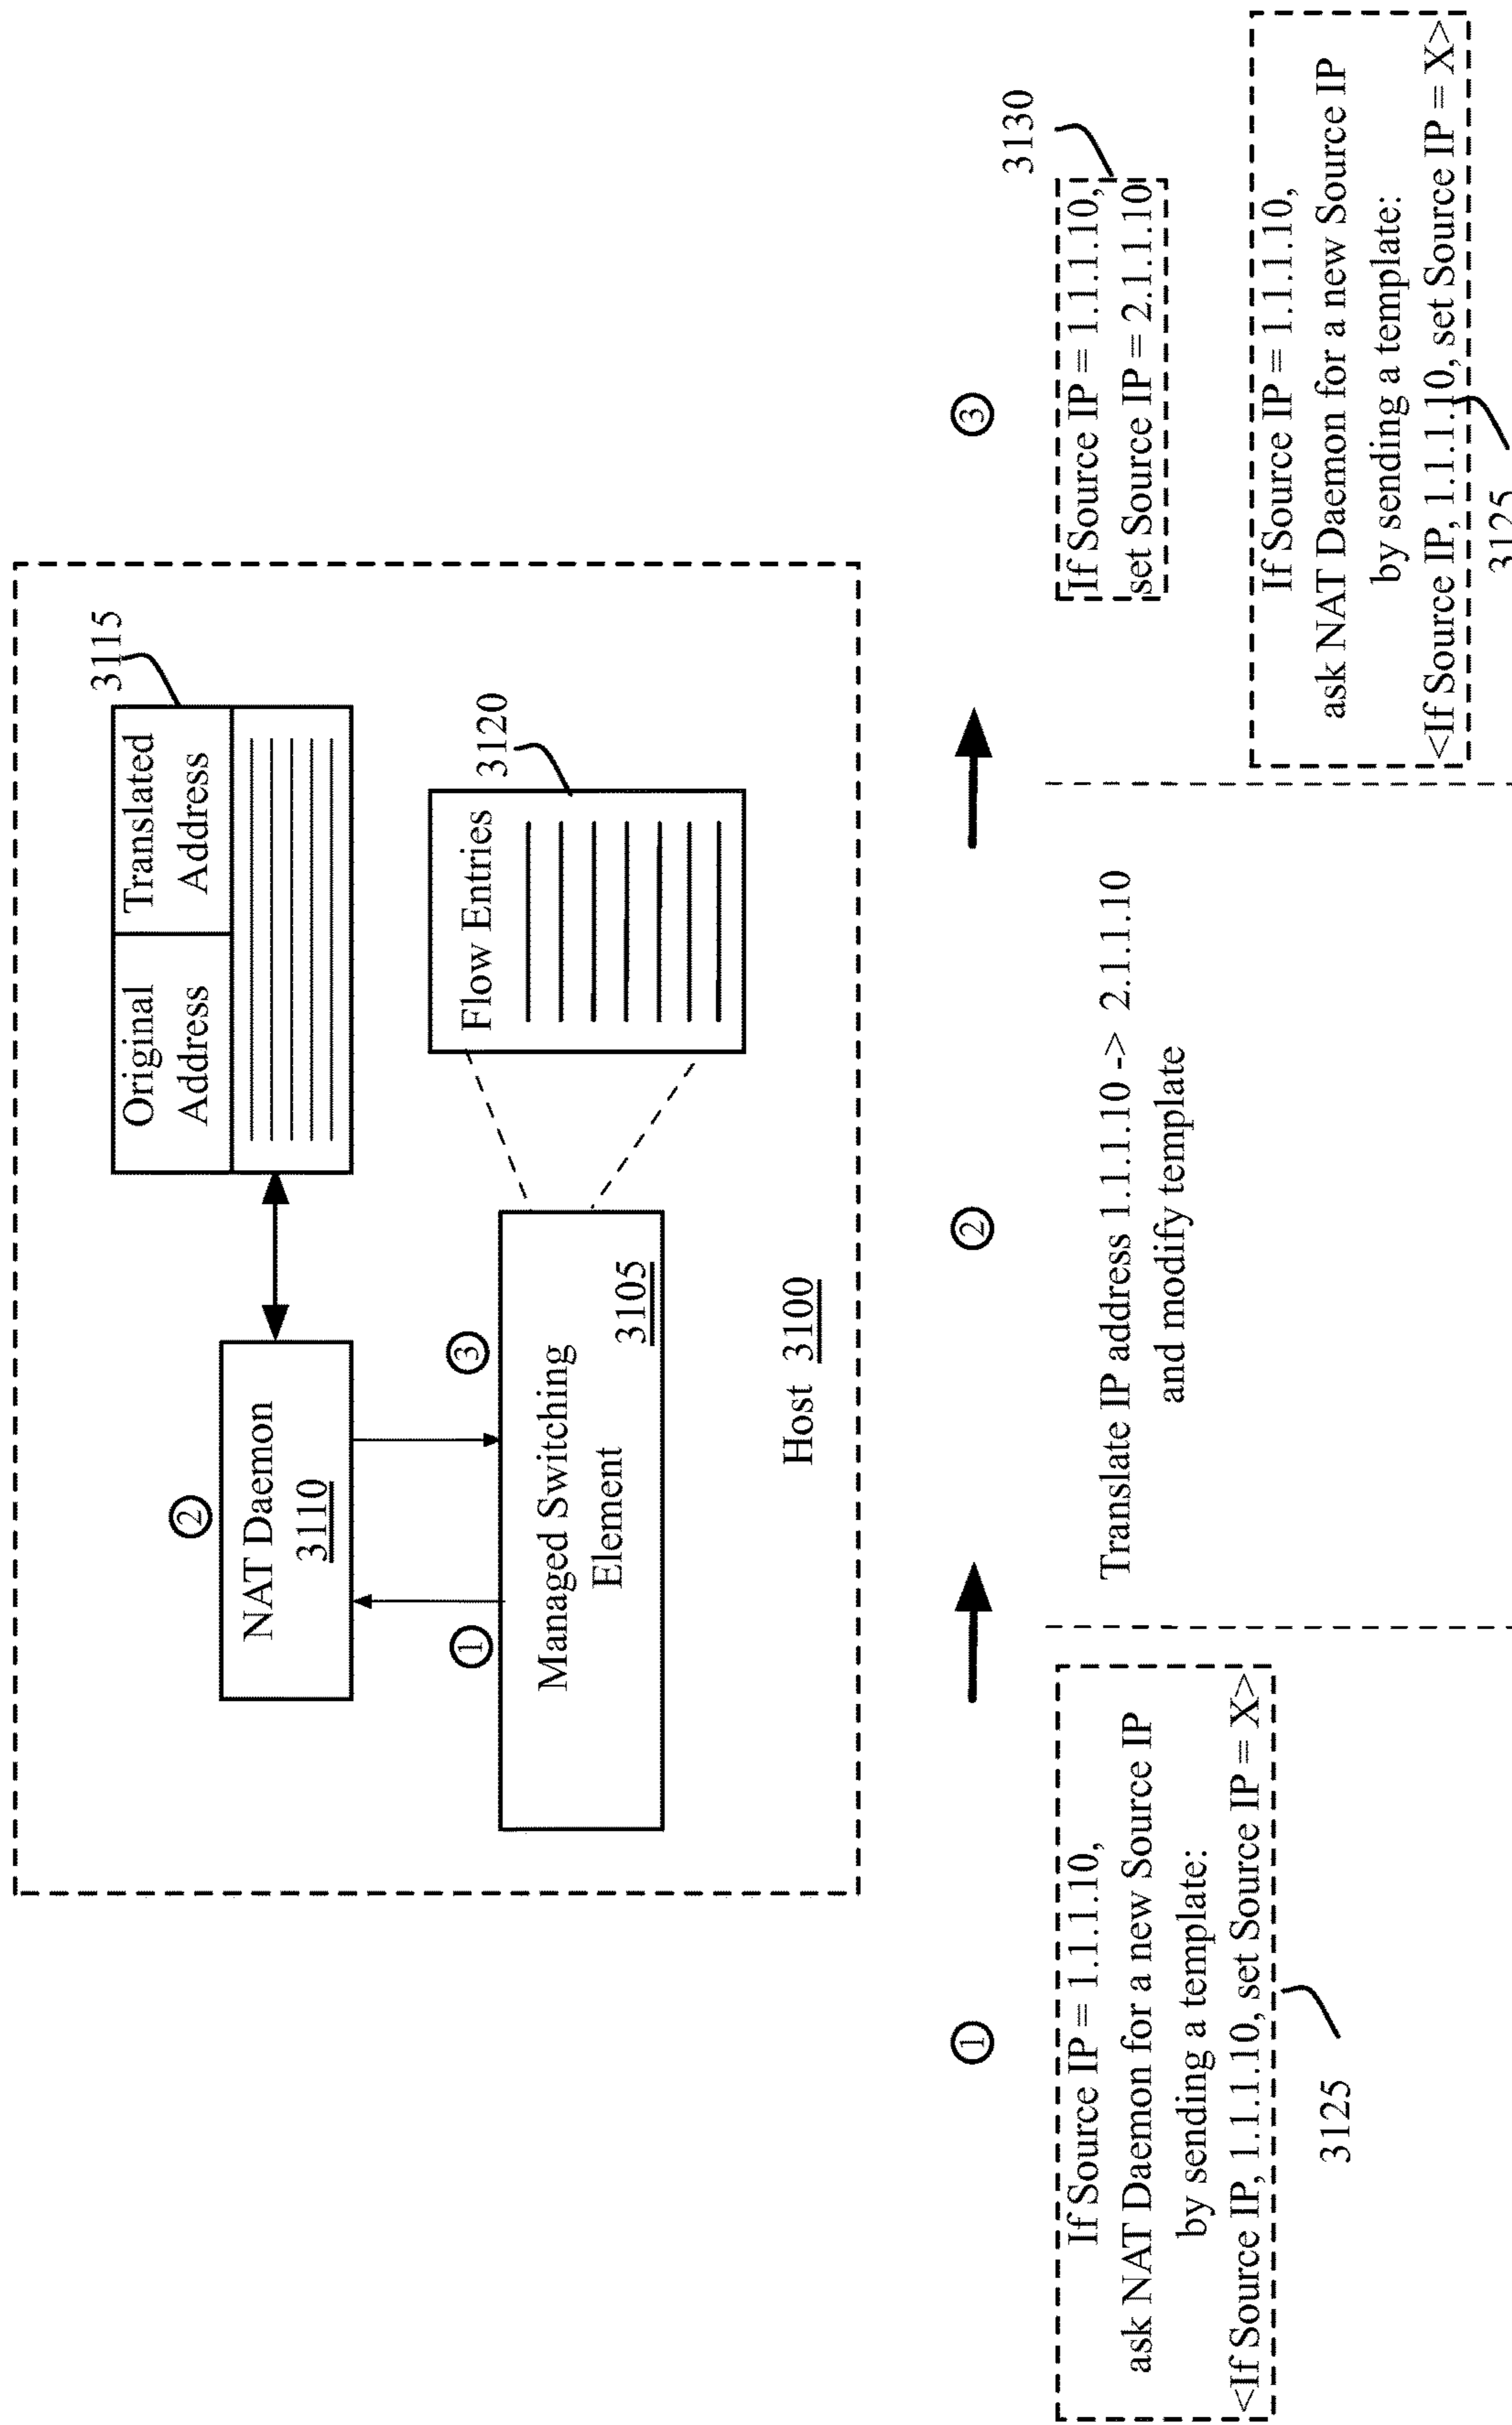 Original
Address
Translated
Address
3115
②
NAT Daemon
3110
①
③
Managed Switching
Element
3105
Flow Entries
3120
Host 3100
①
If Source IP = 1.1.1.10,
ask NAT Daemon for a new Source IP
by sending a template:
<If Source IP, 1.1.1.10, set Source IP = X>
3125
②
Translate IP address 1.1.1.10 -> 2.1.1.10
and modify template
③
3130
If Source IP = 1.1.1.10,
set Source IP = 2.1.1.10
If Source IP = 1.1.1.10,
ask NAT Daemon for a new Source IP
by sending a template:
<If Source IP, 1.1.1.10, set Source IP = X>
3125